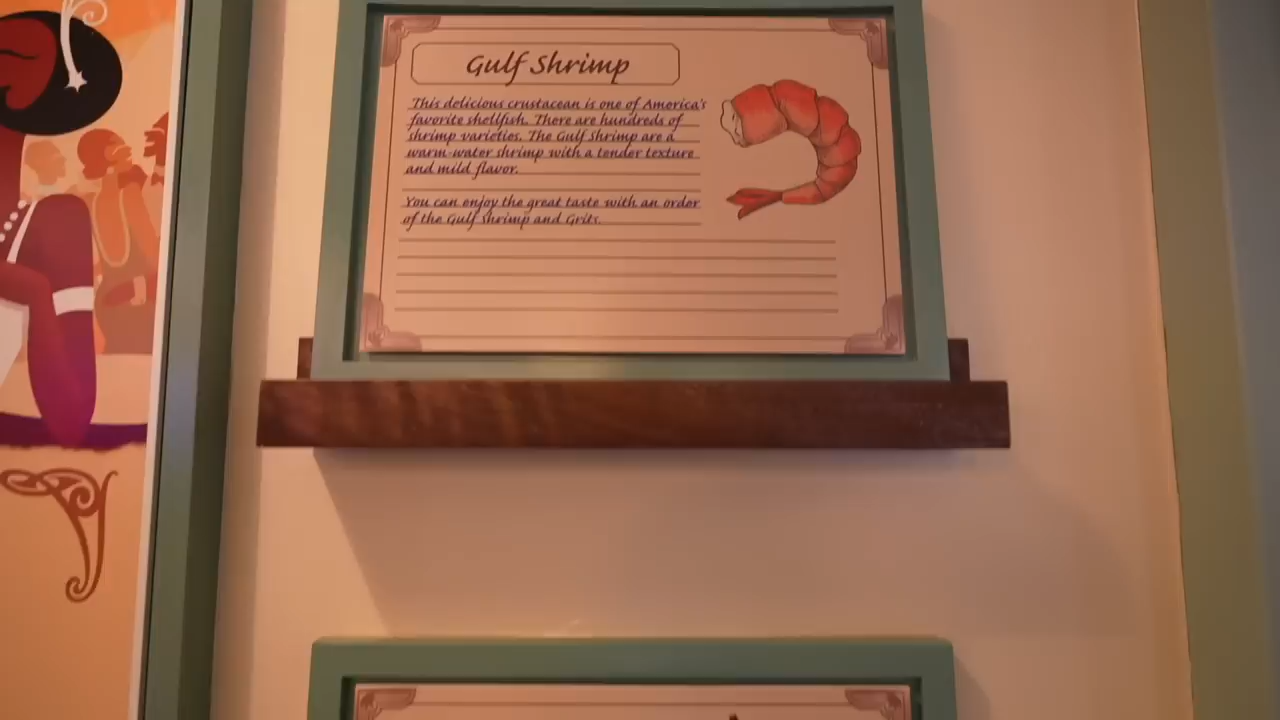 Gulf Shrimp
This delicious crustacean is one of America's
favorite shellfish. There are hundreds of
shrimp varieties. The Gulf Shrimp are a
warm-water shrimp with a tender texture
and mild flavor.
You can enjoy the great taste with an order
of the Gulf Shrimp and Grits.